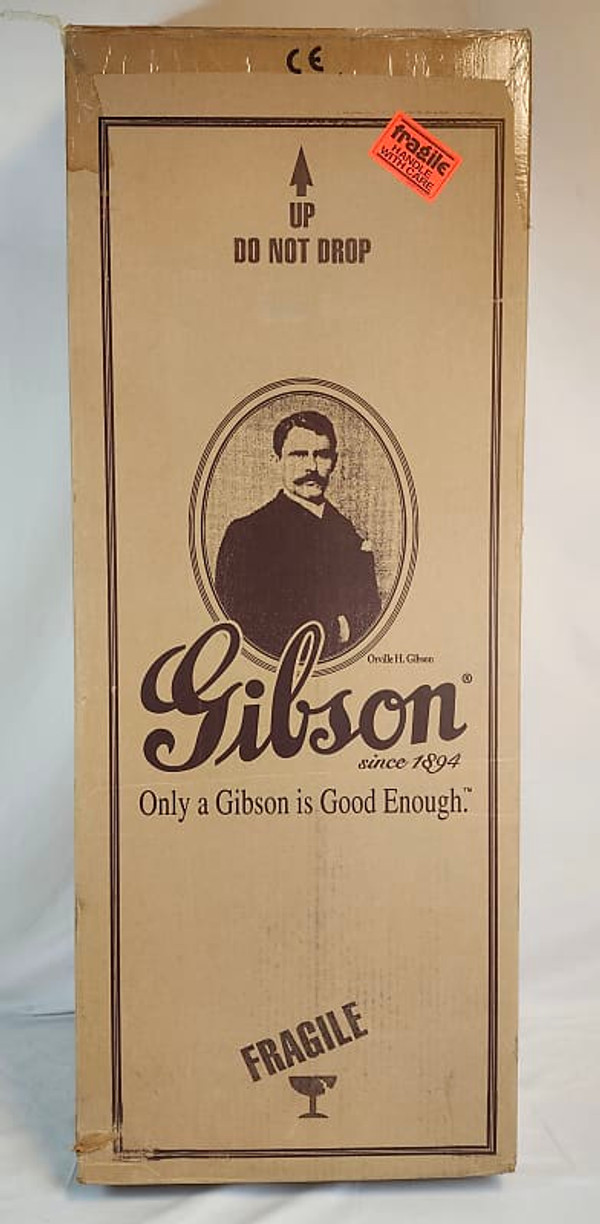 CE
fragile
HANDLE
WITH CARE
UP
DO NOT DROP
Orville H. Gibson
Gibson®
since 1894
Only a Gibson is Good Enough.™
FRAGILE